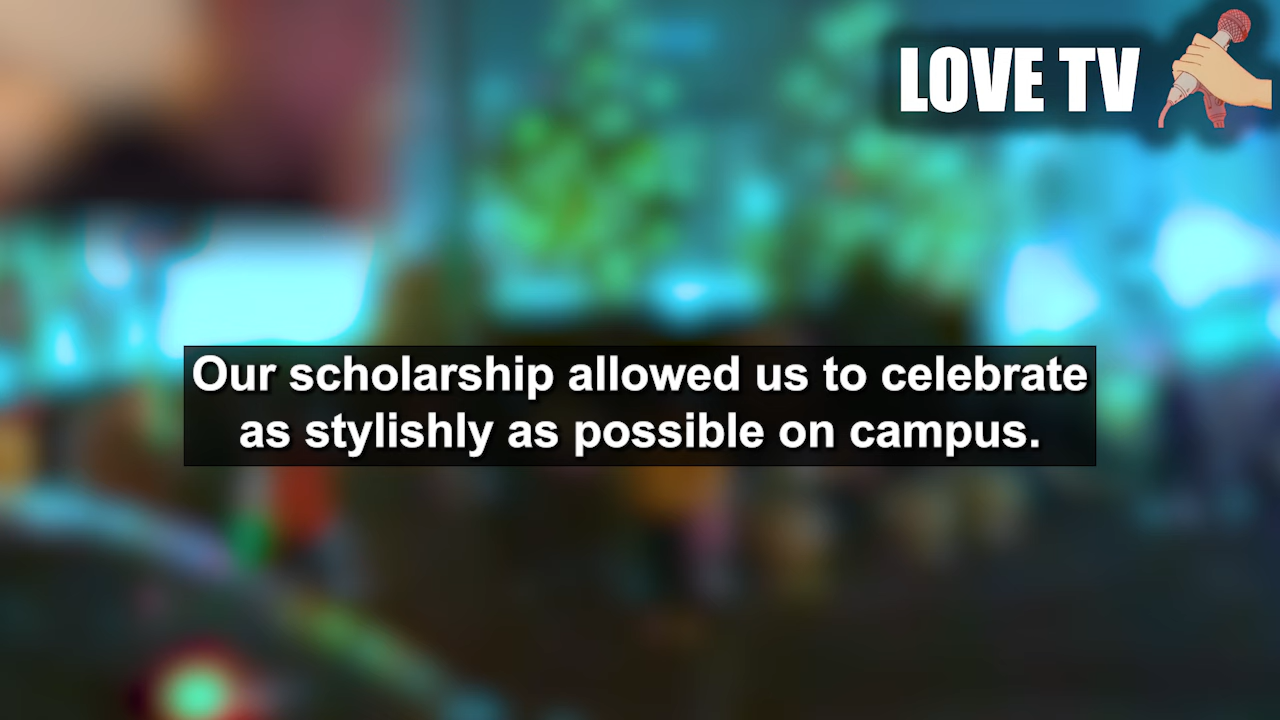 LOVE TV
Our scholarship allowed us to celebrate
as stylishly as possible on campus.